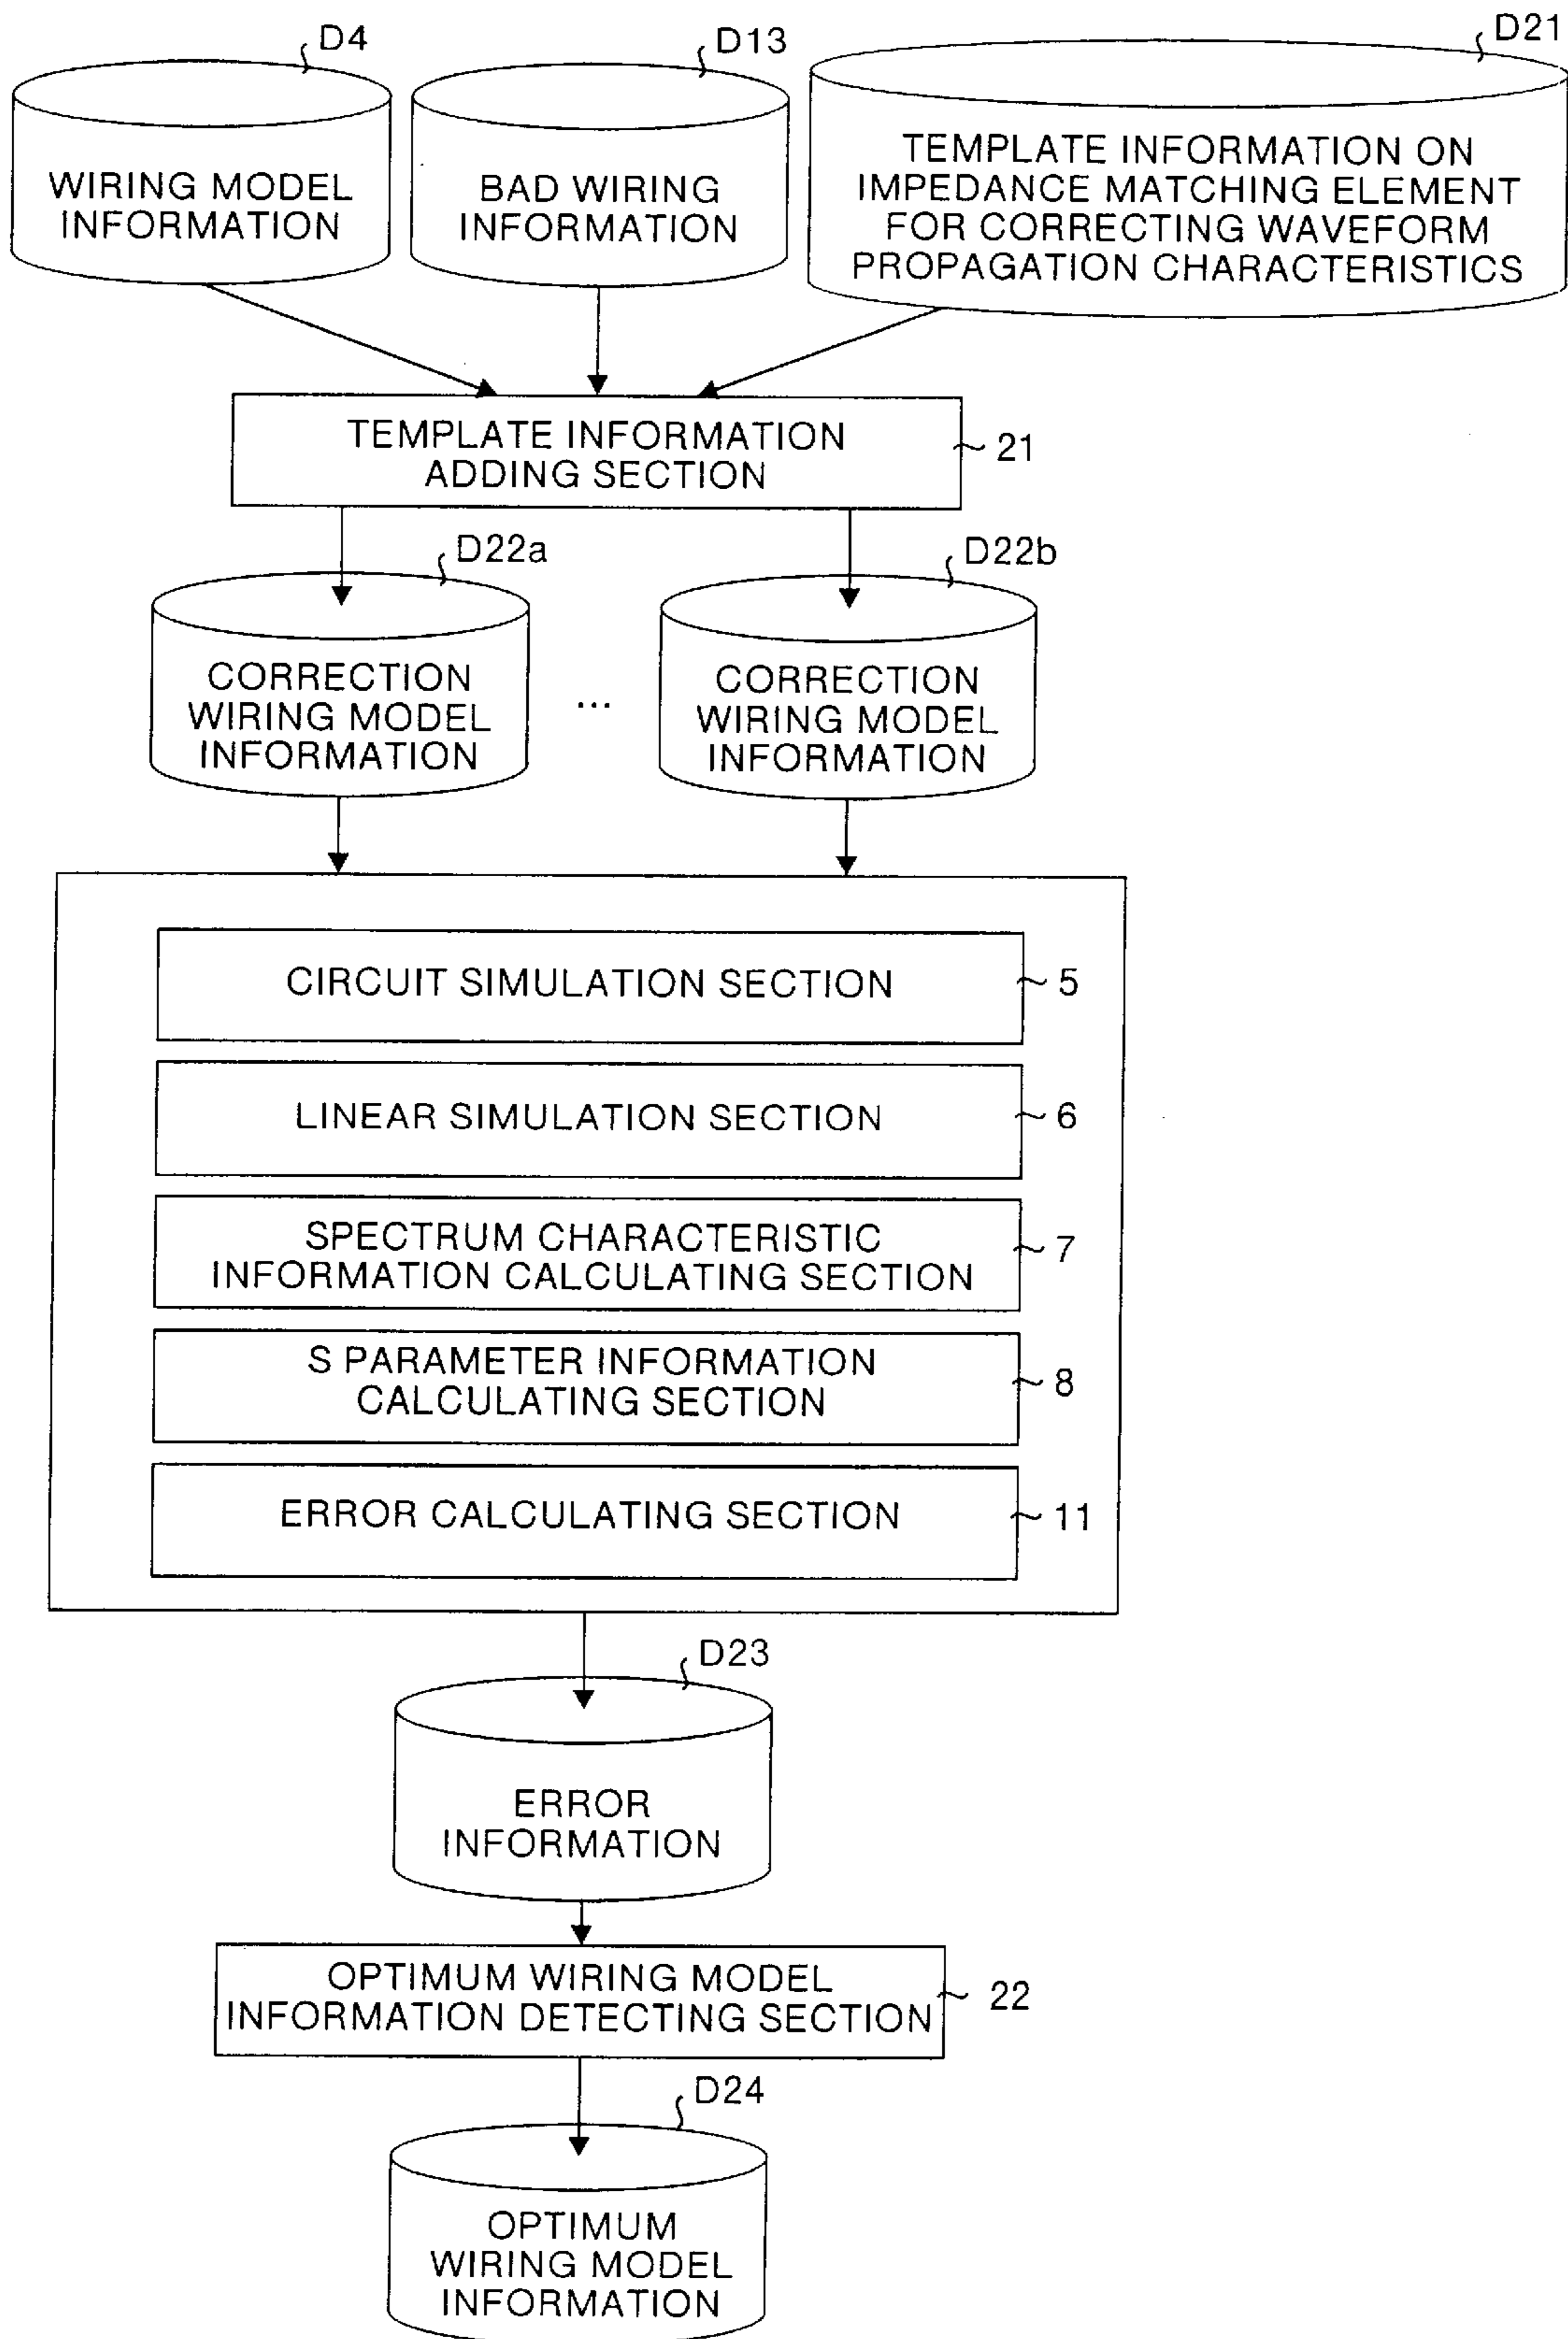 D4
D13
D21
WIRING MODEL
INFORMATION
BAD WIRING
INFORMATION
TEMPLATE INFORMATION ON
IMPEDANCE MATCHING ELEMENT
FOR CORRECTING WAVEFORM
PROPAGATION CHARACTERISTICS
TEMPLATE INFORMATION
ADDING SECTION
21
D22a
D22b
CORRECTION
WIRING MODEL
INFORMATION
...
CORRECTION
WIRING MODEL
INFORMATION
CIRCUIT SIMULATION SECTION
5
LINEAR SIMULATION SECTION
6
SPECTRUM CHARACTERISTIC
INFORMATION CALCULATING SECTION
7
S PARAMETER INFORMATION
CALCULATING SECTION
8
ERROR CALCULATING SECTION
11
D23
ERROR
INFORMATION
OPTIMUM WIRING MODEL
INFORMATION DETECTING SECTION
22
D24
OPTIMUM
WIRING MODEL
INFORMATION